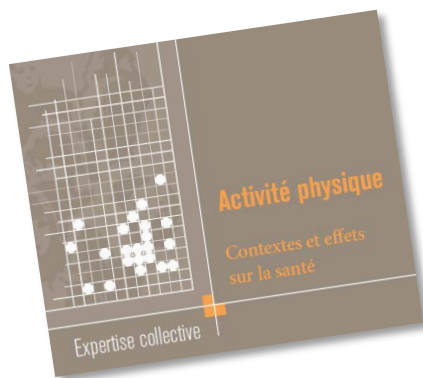 Activité physique
Contextes et effets
sur la santé
Expertise collective